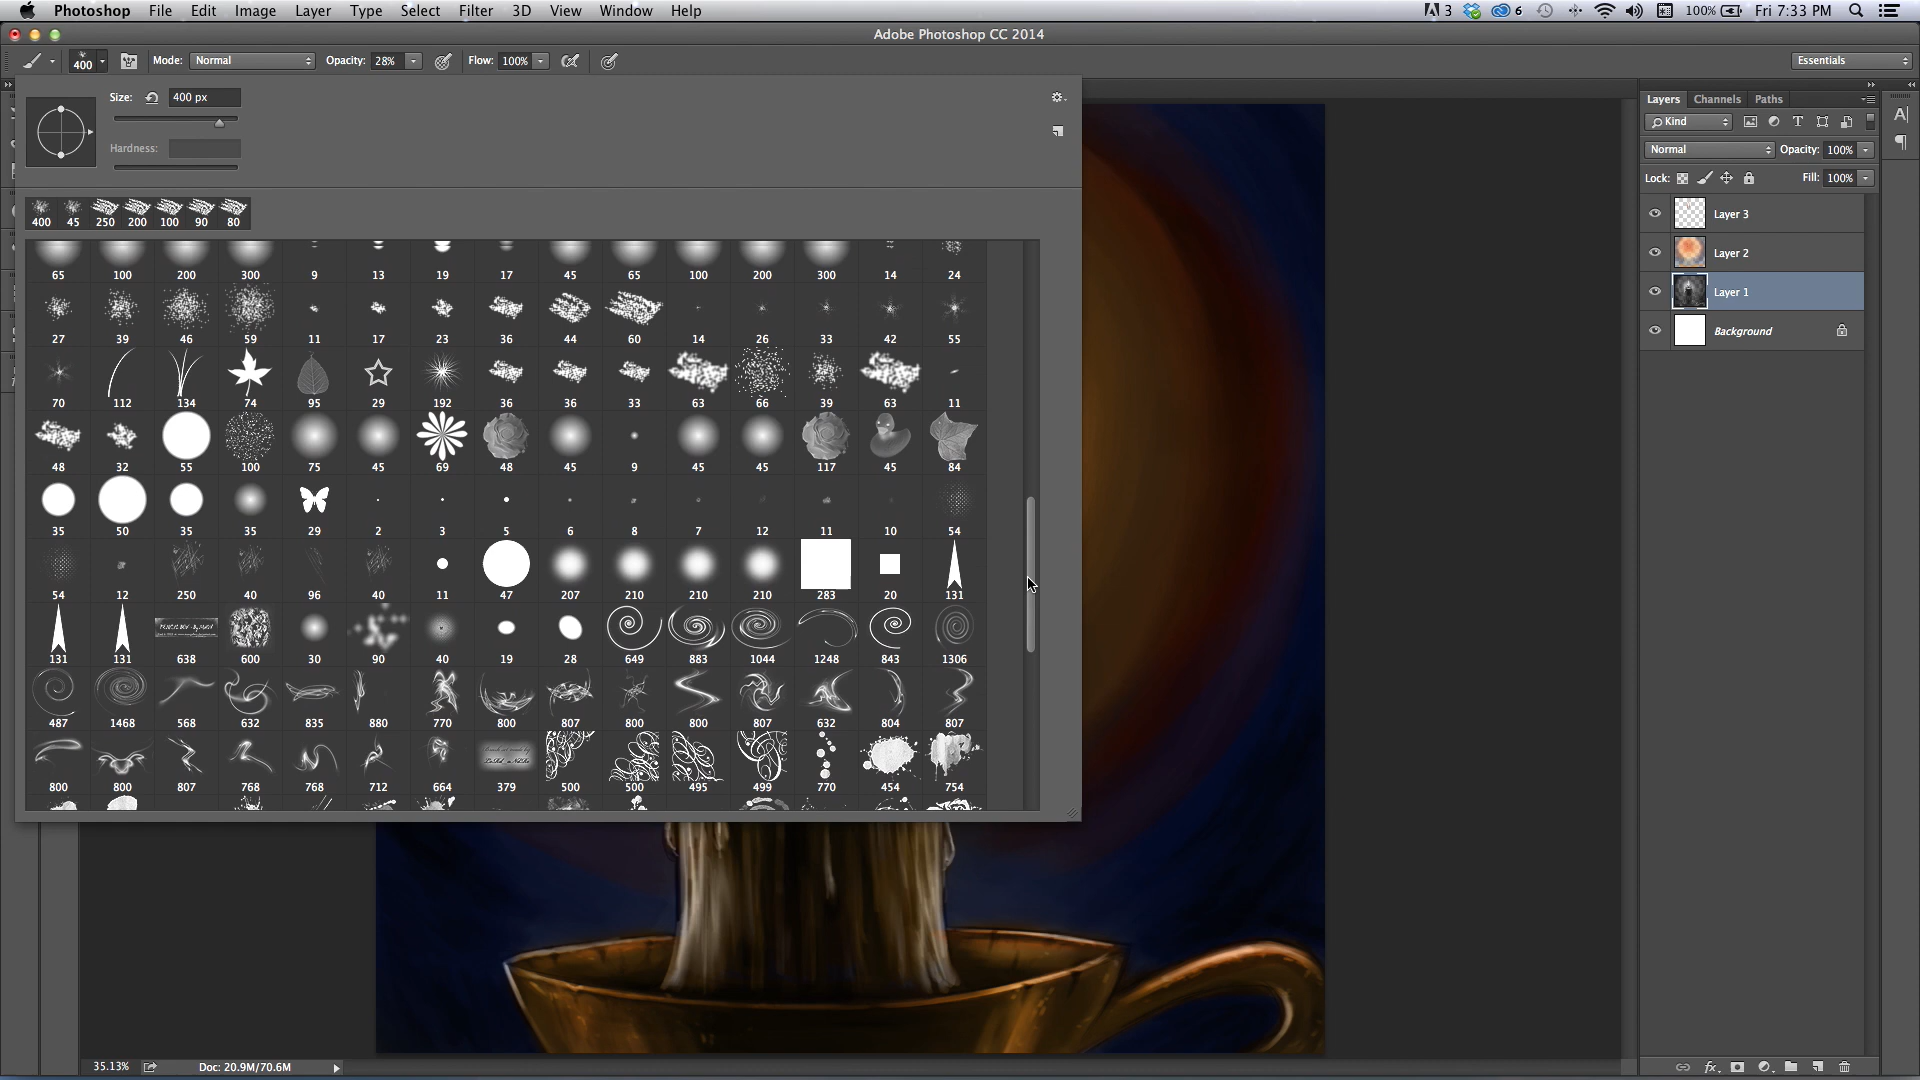 Photoshop File Edit Image Layer Type Select Filter 3D View Window Help 3 6 100% Fri 7:33 PM
Adobe Photoshop CC 2014
400 Mode: Normal Opacity: 28% Flow: 100% Essentials
Size: 400 px
Hardness:
400 45 250 200 100 90 80
65 100 200 300 9 13 19 17 45 65 100 200 300 14 24
27 39 46 59 11 17 23 36 44 60 14 26 33 42 55
70 112 134 74 95 29 192 36 36 33 63 66 39 63 11
48 32 55 100 75 45 69 48 45 9 45 45 117 45 84
35 50 35 35 29 2 3 5 6 8 7 12 11 10 54
54 12 250 40 96 40 11 47 207 210 210 210 283 20 131
131 131 638 600 30 90 40 19 28 649 883 1044 1248 843 1306
487 1468 568 632 835 880 770 800 807 800 800 807 632 804 807
800 800 807 768 768 712 664 379 500 500 495 499 770 454 754
Layers Channels Paths
Kind
Normal Opacity: 100%
Lock: Fill: 100%
Layer 3
Layer 2
Layer 1
Background
35.13% Doc: 20.9M/70.6M
fx